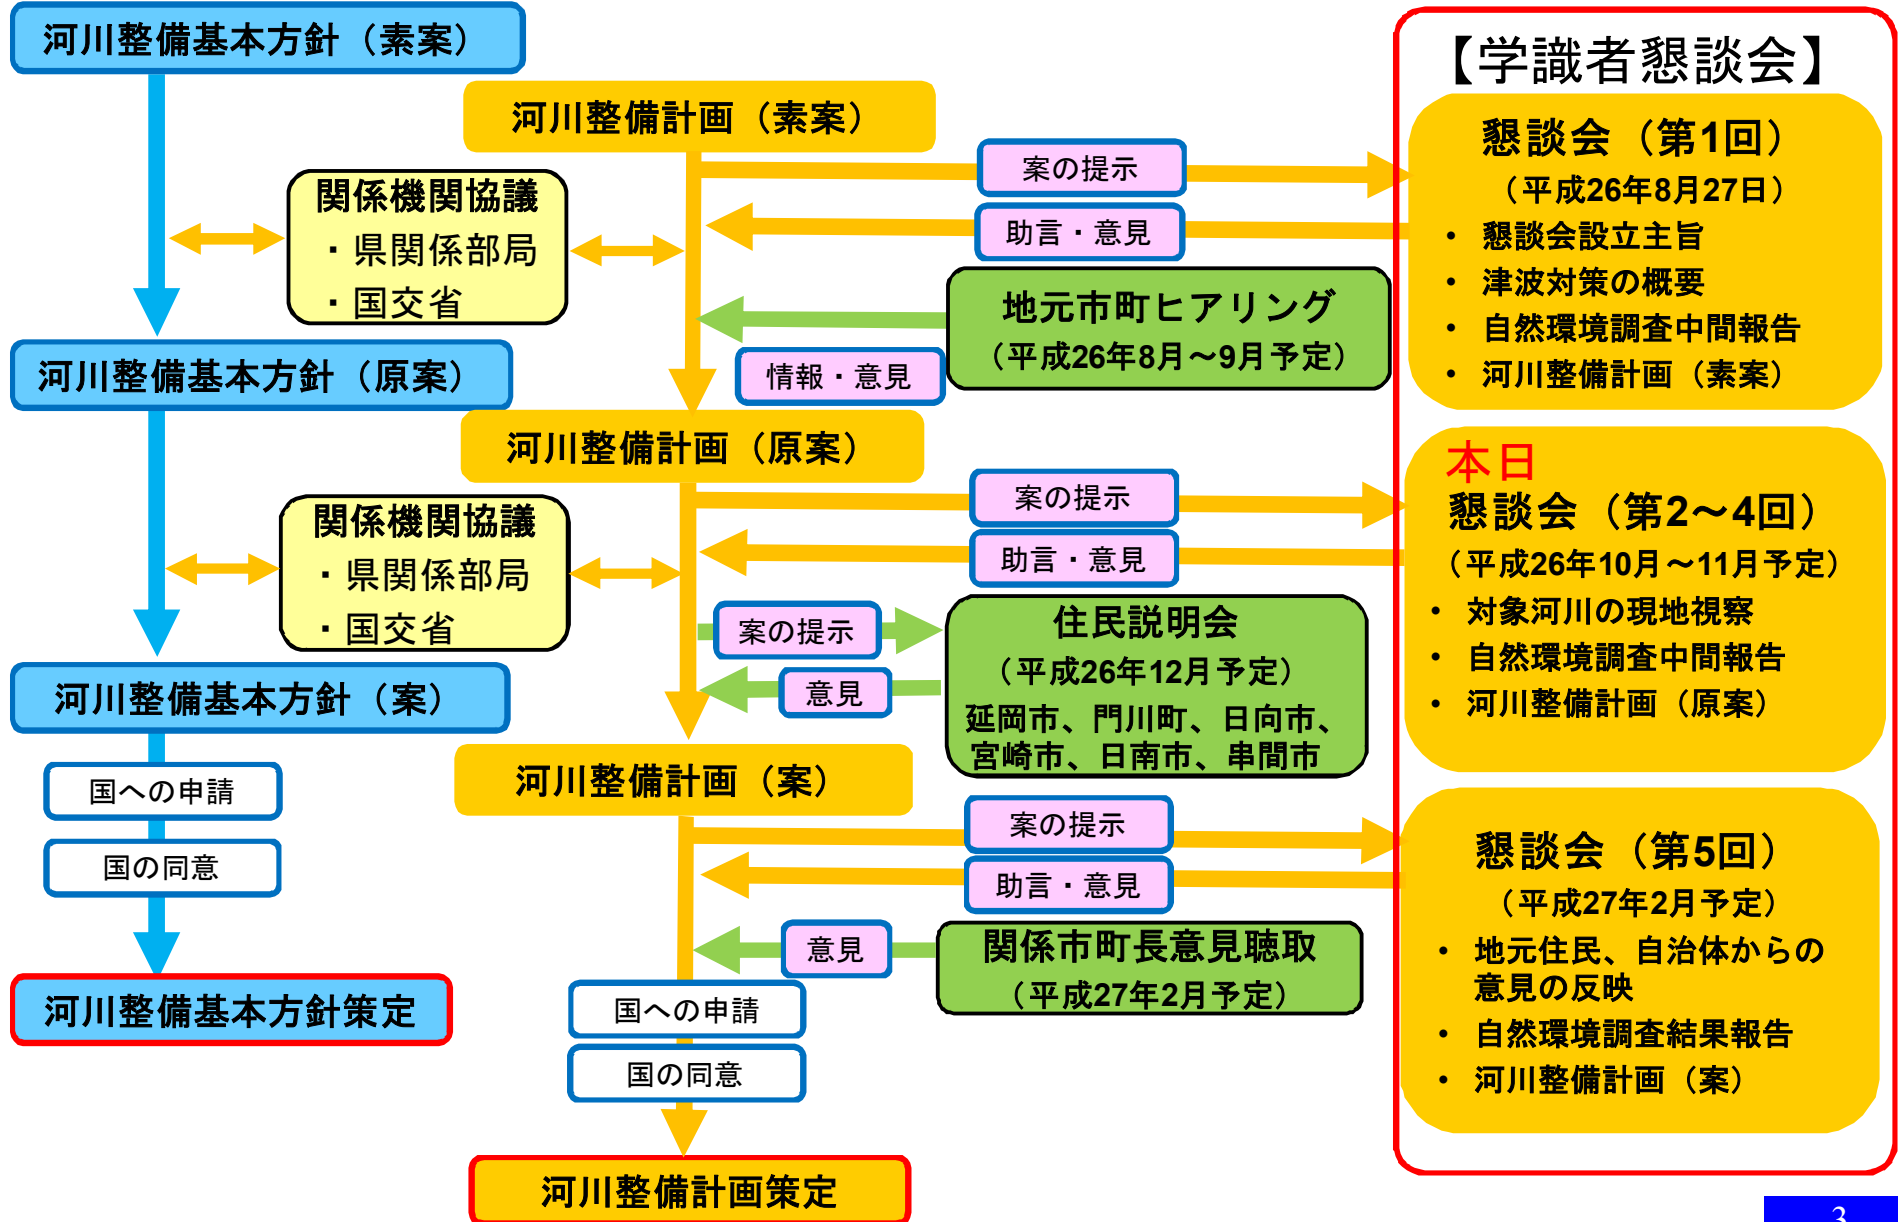 河川整備基本方針（素案）
河川整備計画（素案）
関係機関協議
・県関係部局
・国交省
案の提示
助言・意見
地元市町ヒアリング
（平成26年8月～9月予定）
情報・意見
河川整備基本方針（原案）
河川整備計画（原案）
関係機関協議
・県関係部局
・国交省
案の提示
助言・意見
案の提示
意見
住民説明会
（平成26年12月予定）
延岡市、門川町、日向市、
宮崎市、日南市、串間市
河川整備基本方針（案）
国への申請
国の同意
河川整備基本方針策定
河川整備計画（案）
案の提示
助言・意見
意見
関係市町長意見聴取
（平成27年2月予定）
国への申請
国の同意
河川整備計画策定
【学識者懇談会】
懇談会（第1回）
（平成26年8月27日）
・ 懇談会設立主旨
・ 津波対策の概要
・ 自然環境調査中間報告
・ 河川整備計画（素案）
本日
懇談会（第2～4回）
（平成26年10月～11月予定）
・ 対象河川の現地視察
・ 自然環境調査中間報告
・ 河川整備計画（原案）
懇談会（第5回）
（平成27年2月予定）
・ 地元住民、自治体からの
意見の反映
・ 自然環境調査結果報告
・ 河川整備計画（案）
3